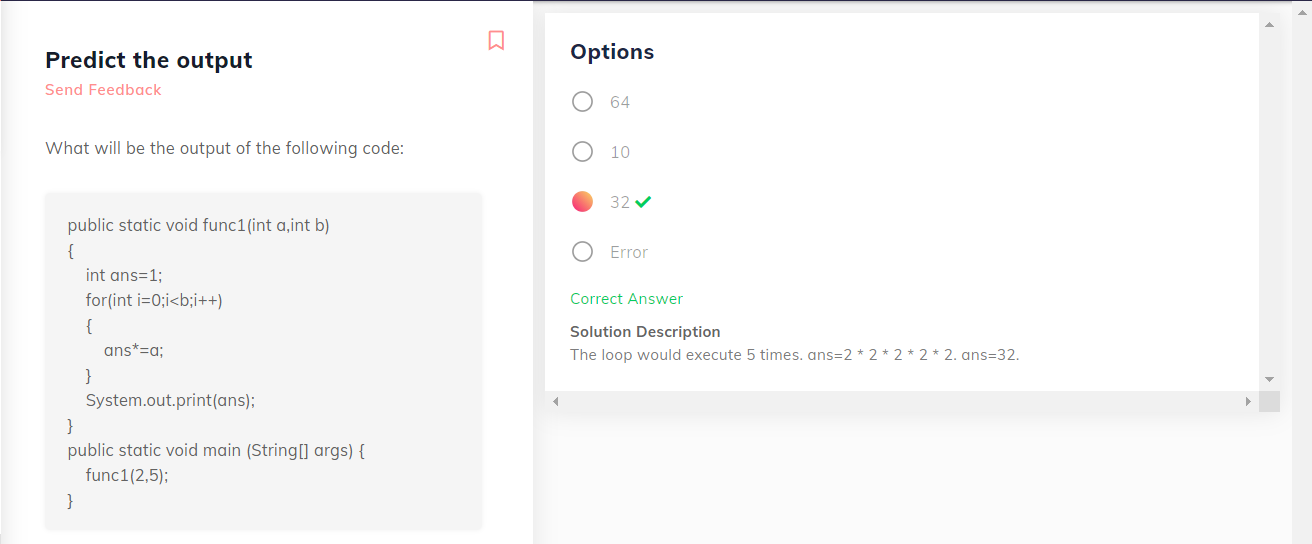 Predict the output
Send Feedback
What will be the output of the following code:
public static void func1(int a,int b)
{
int ans=1;
for(int i=0;i<b;i++)
{
ans*=a;
}
System.out.print(ans);
}
public static void main (String[] args) {
func1(2,5);
}
Options
64
10
32
Error
Correct Answer
Solution Description
The loop would execute 5 times. ans=2 * 2 * 2 * 2 * 2. ans=32.